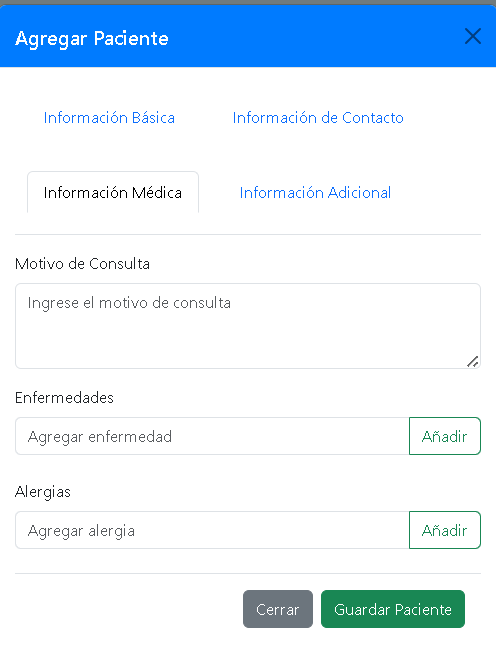 Agregar Paciente
Información Básica Información de Contacto
Información Médica Información Adicional
Motivo de Consulta
Ingrese el motivo de consulta
Enfermedades
Agregar enfermedad Añadir
Alergias
Agregar alergia Añadir
Cerrar Guardar Paciente